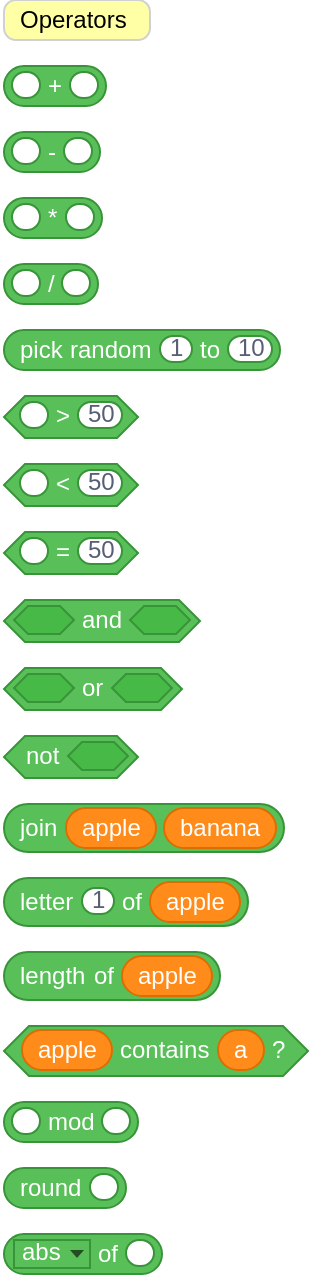 Operators
+
-
*
/
pick random 1 to 10
> 50
< 50
= 50
and
or
not
join apple banana
letter 1 of apple
length of apple
apple contains a ?
mod
round
abs of